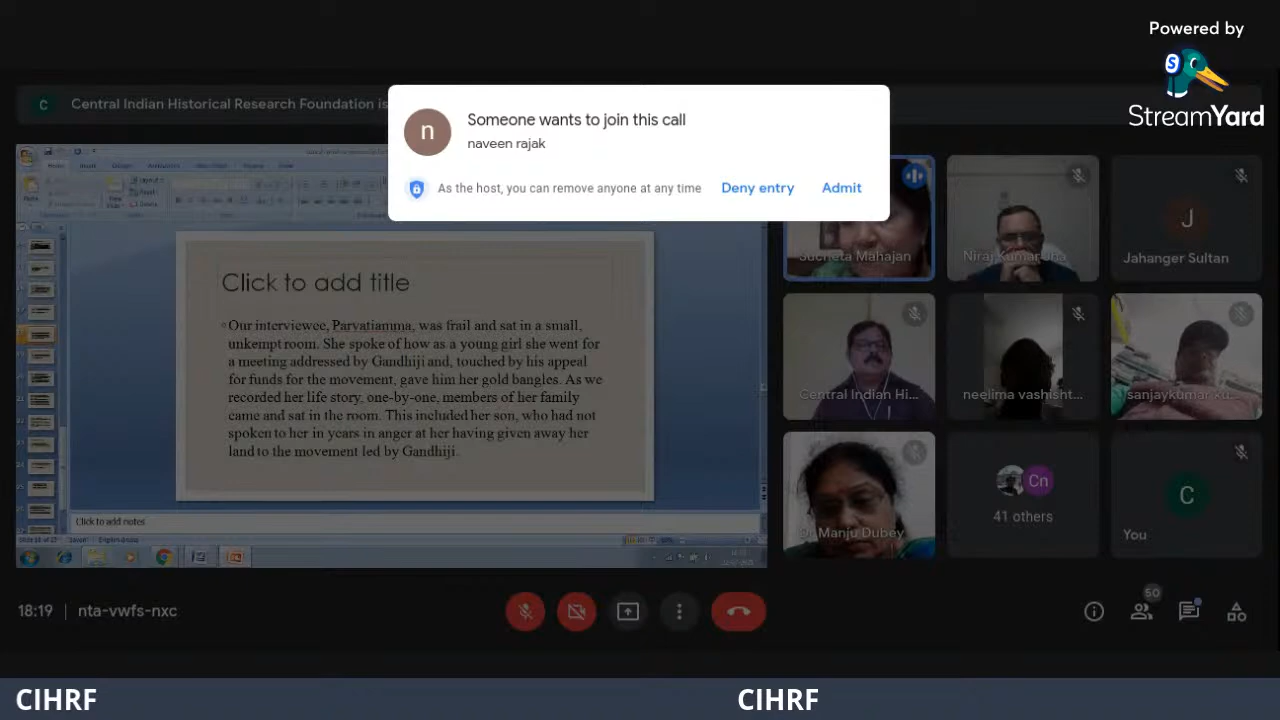 Powered by
StreamYard
Central Indian Historical Research Foundation is
Someone wants to join this call
n
naveen rajak
As the host, you can remove anyone at any time
Deny entry
Admit
Click to add title
Our interviewee, Parvatiamma, was frail and sat in a small,
unkempt room. She spoke of how as a young girl she went for
a meeting addressed by Gandhiji and, touched by his appeal
for funds for the movement, gave him her gold bangles. As we
recorded her life story, one-by-one, members of her family
came and sat in the room. This included her son, who had not
spoken to her in years in anger at her having given away her
land to the movement led by Gandhiji.
Click to add notes
Sucheta Mahajan
Niraj Kumar Jha
J
Jahanger Sultan
Central Indian Hi...
neelima vashisht...
sanjaykumar ku...
Dr Manju Dubey
Cn
41 others
C
You
18:19
nta-vwfs-nxc
50
CIHRF
CIHRF